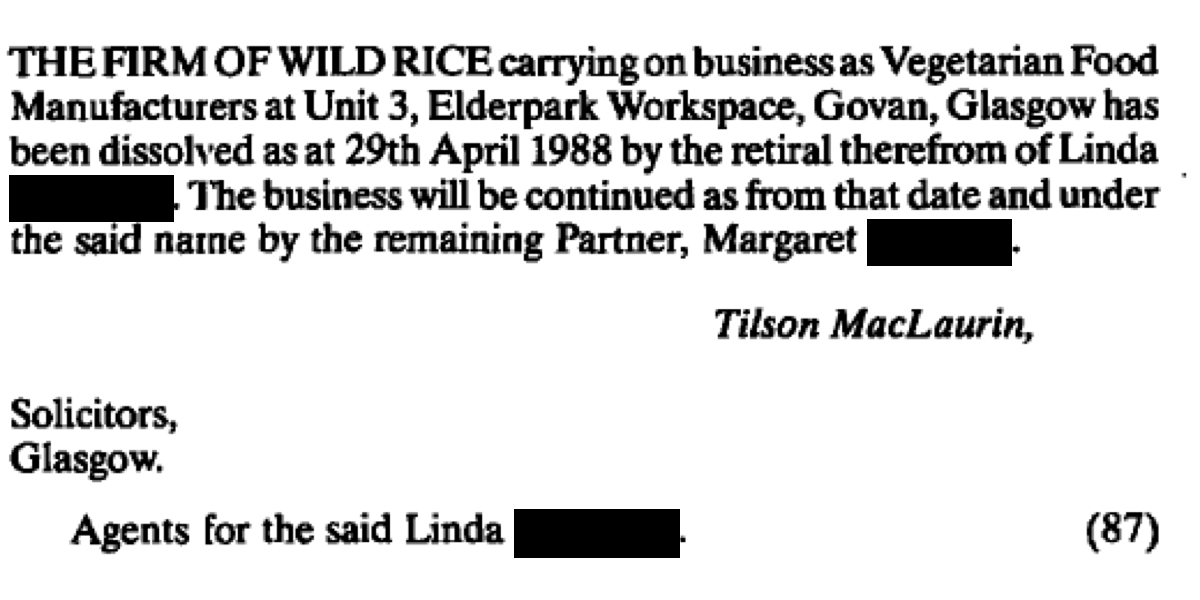 THE FIRM OF WILD RICE carrying on business as Vegetarian Food
Manufacturers at Unit 3, Elderpark Workspace, Govan, Glasgow has
been dissolved as at 29th April 1988 by the retiral therefrom of Linda
. The business will be continued as from that date and under
the said name by the remaining Partner, Margaret .
Tilson MacLaurin,
Solicitors,
Glasgow.
Agents for the said Linda . (87)